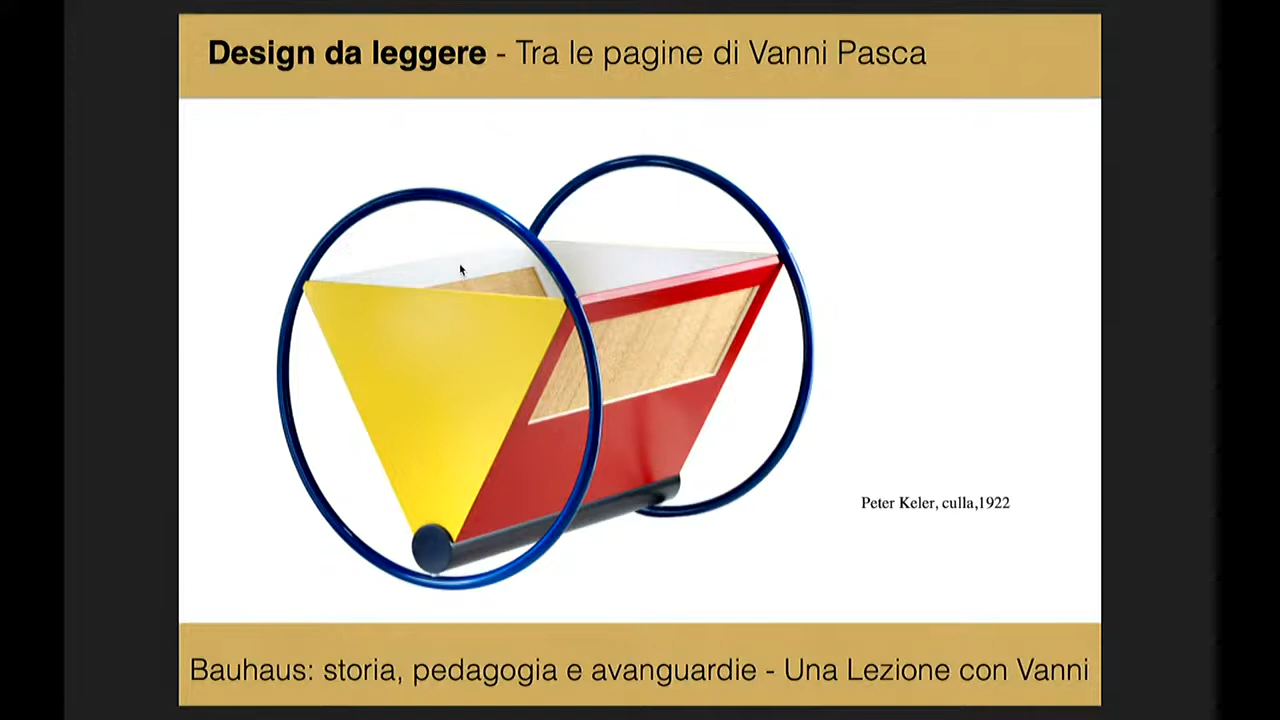 Design da leggere - Tra le pagine di Vanni Pasca
Peter Keler, culla,1922
Bauhaus: storia, pedagogia e avanguardie - Una Lezione con Vanni